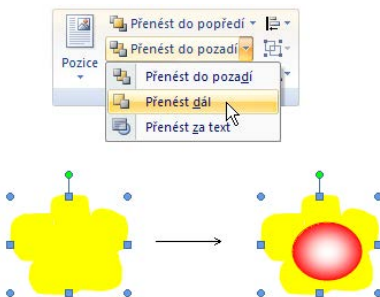 Přenést do popředí
Přenést do pozadí
Pozice
Přenést do pozadí
Přenést dál
Přenést za text